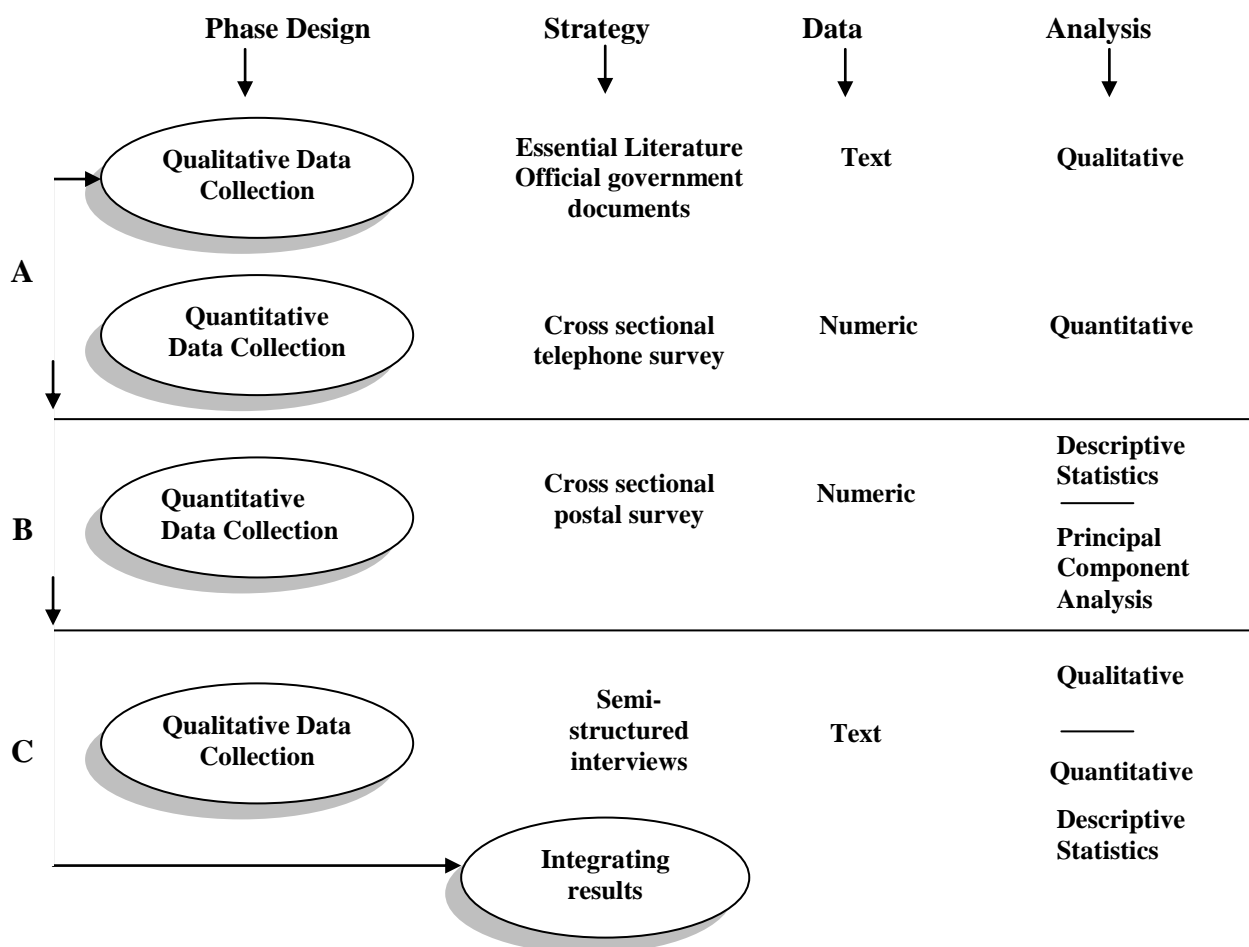 Phase Design Strategy Data Analysis
Qualitative Data
Collection
Essential Literature
Official government
documents
Text
Qualitative
A
Quantitative
Data Collection
Cross sectional
telephone survey
Numeric
Quantitative
B
Quantitative
Data Collection
Cross sectional
postal survey
Numeric
Descriptive
Statistics
Principal
Component
Analysis
C
Qualitative Data
Collection
Semi-
structured
interviews
Text
Qualitative
Quantitative
Descriptive
Statistics
Integrating
results